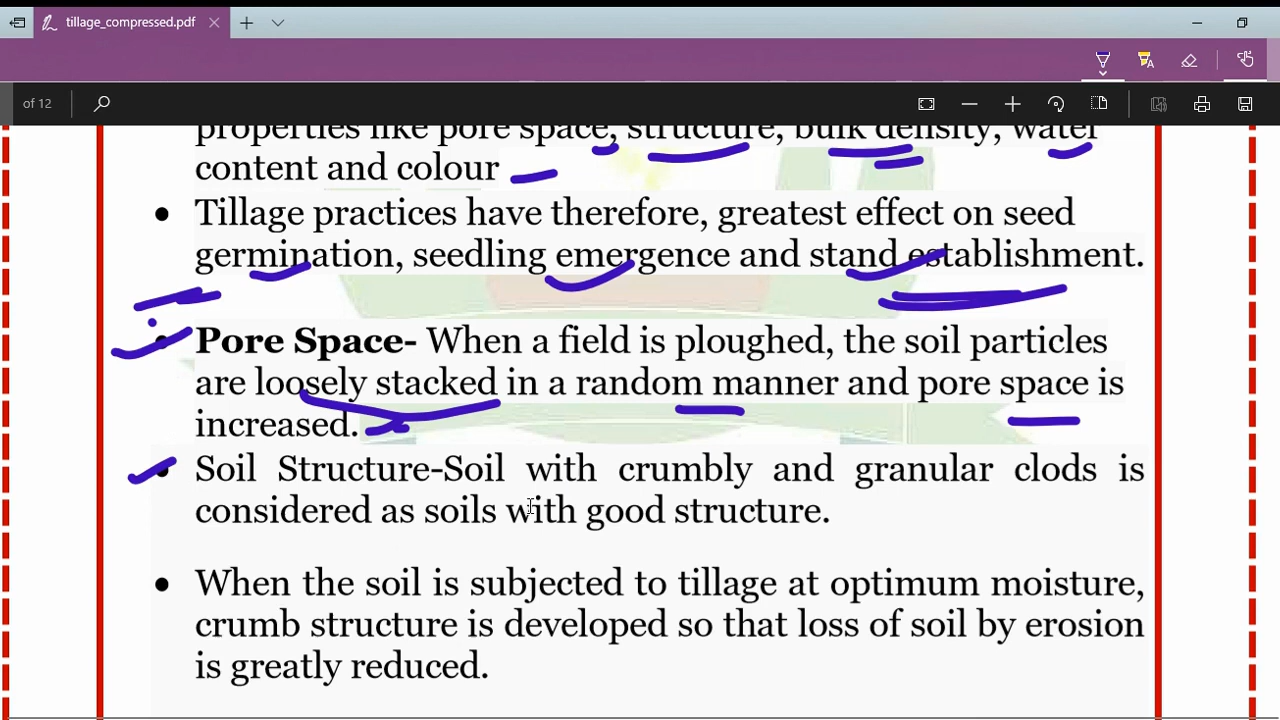 tillage_compressed.pdf
of 12
properties like pore space, structure, bulk density, water
content and colour
• Tillage practices have therefore, greatest effect on seed
germination, seedling emergence and stand establishment.
• Pore Space- When a field is ploughed, the soil particles
are loosely stacked in a random manner and pore space is
increased.
• Soil Structure-Soil with crumbly and granular clods is
considered as soils with good structure.
• When the soil is subjected to tillage at optimum moisture,
crumb structure is developed so that loss of soil by erosion
is greatly reduced.